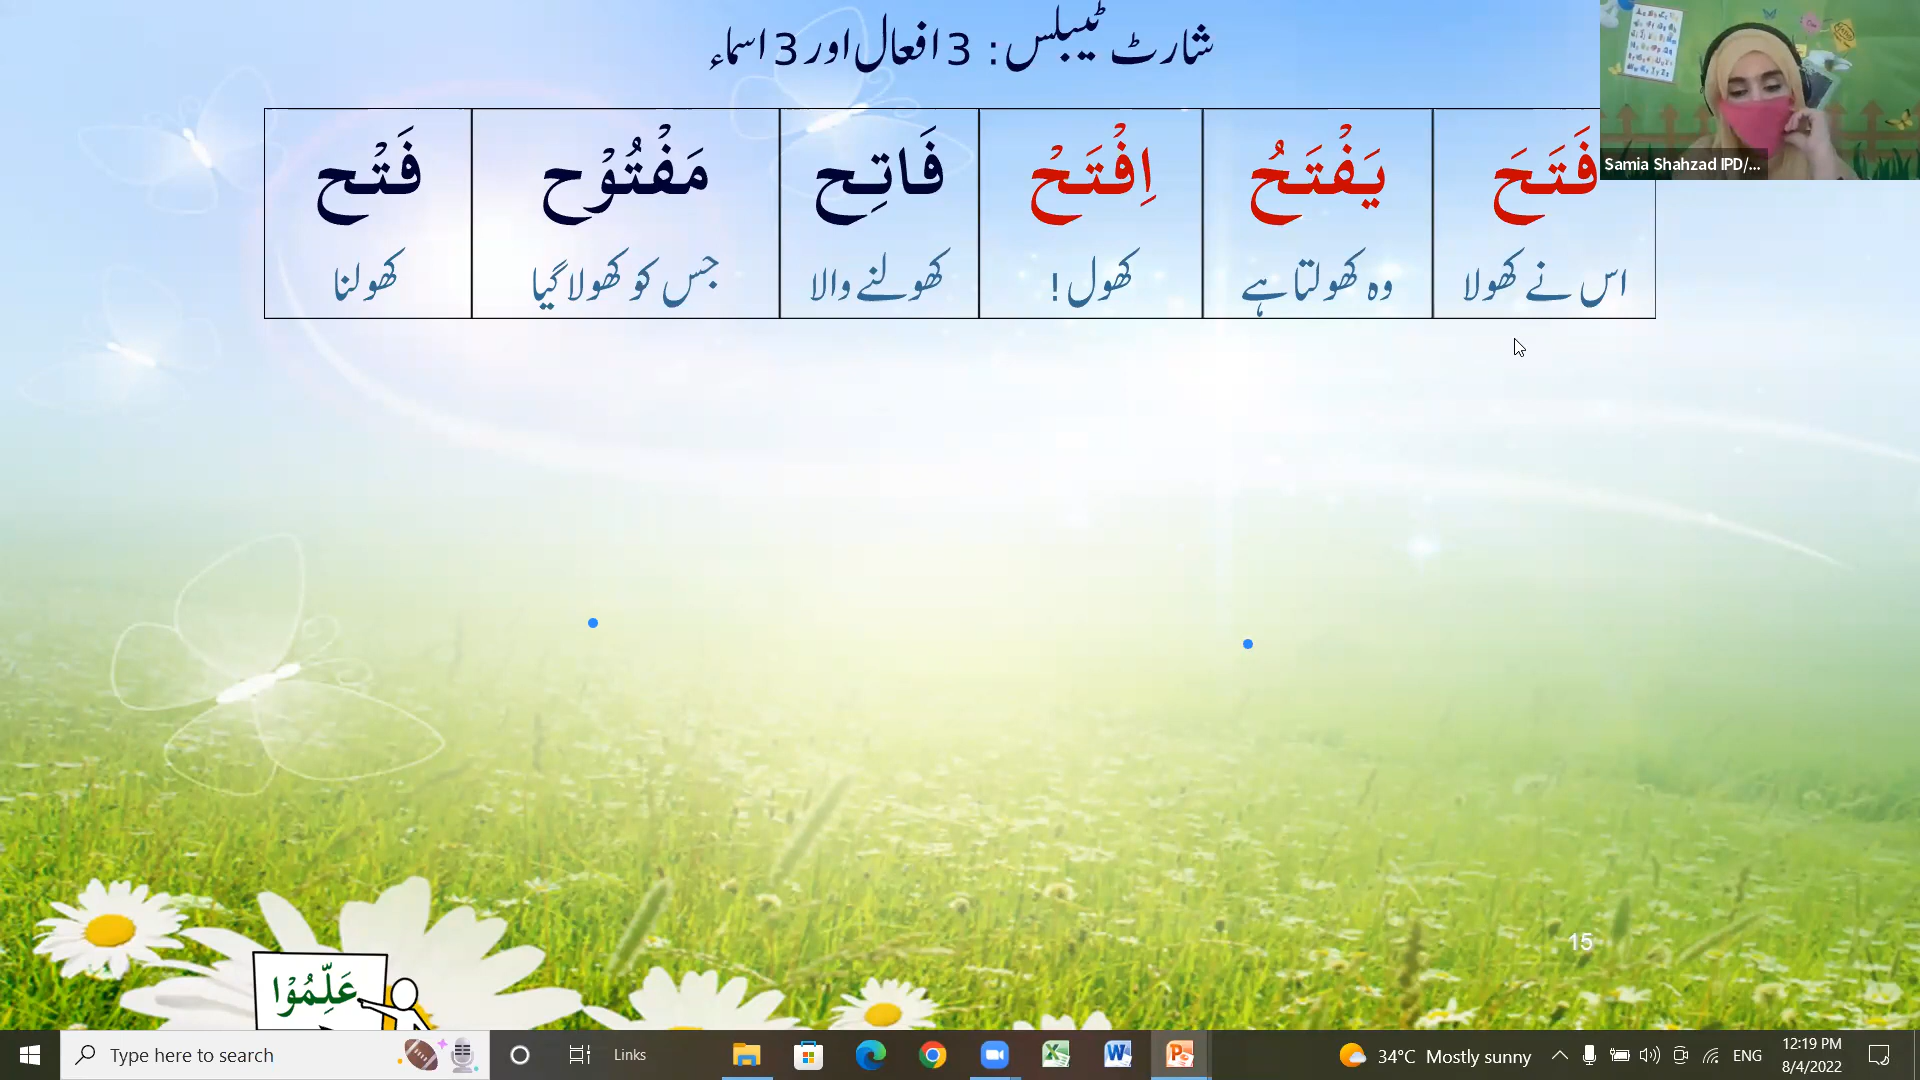 شارٹ ٹیبلس: 3 افعال اور 3 اسماء
فَتَحَ يَفْتَحُ اِفْتَحْ فَاتِح مَفْتُوْح فَتْح
اس نے کھولا وہ کھولتا ہے کھول! کھولنے والا جس کو کھولا گیا کھولنا
Samia Shahzad IPD/...
15
عَلِّمُوْا
Type here to search
Links
34°C Mostly sunny
ENG
12:19 PM
8/4/2022